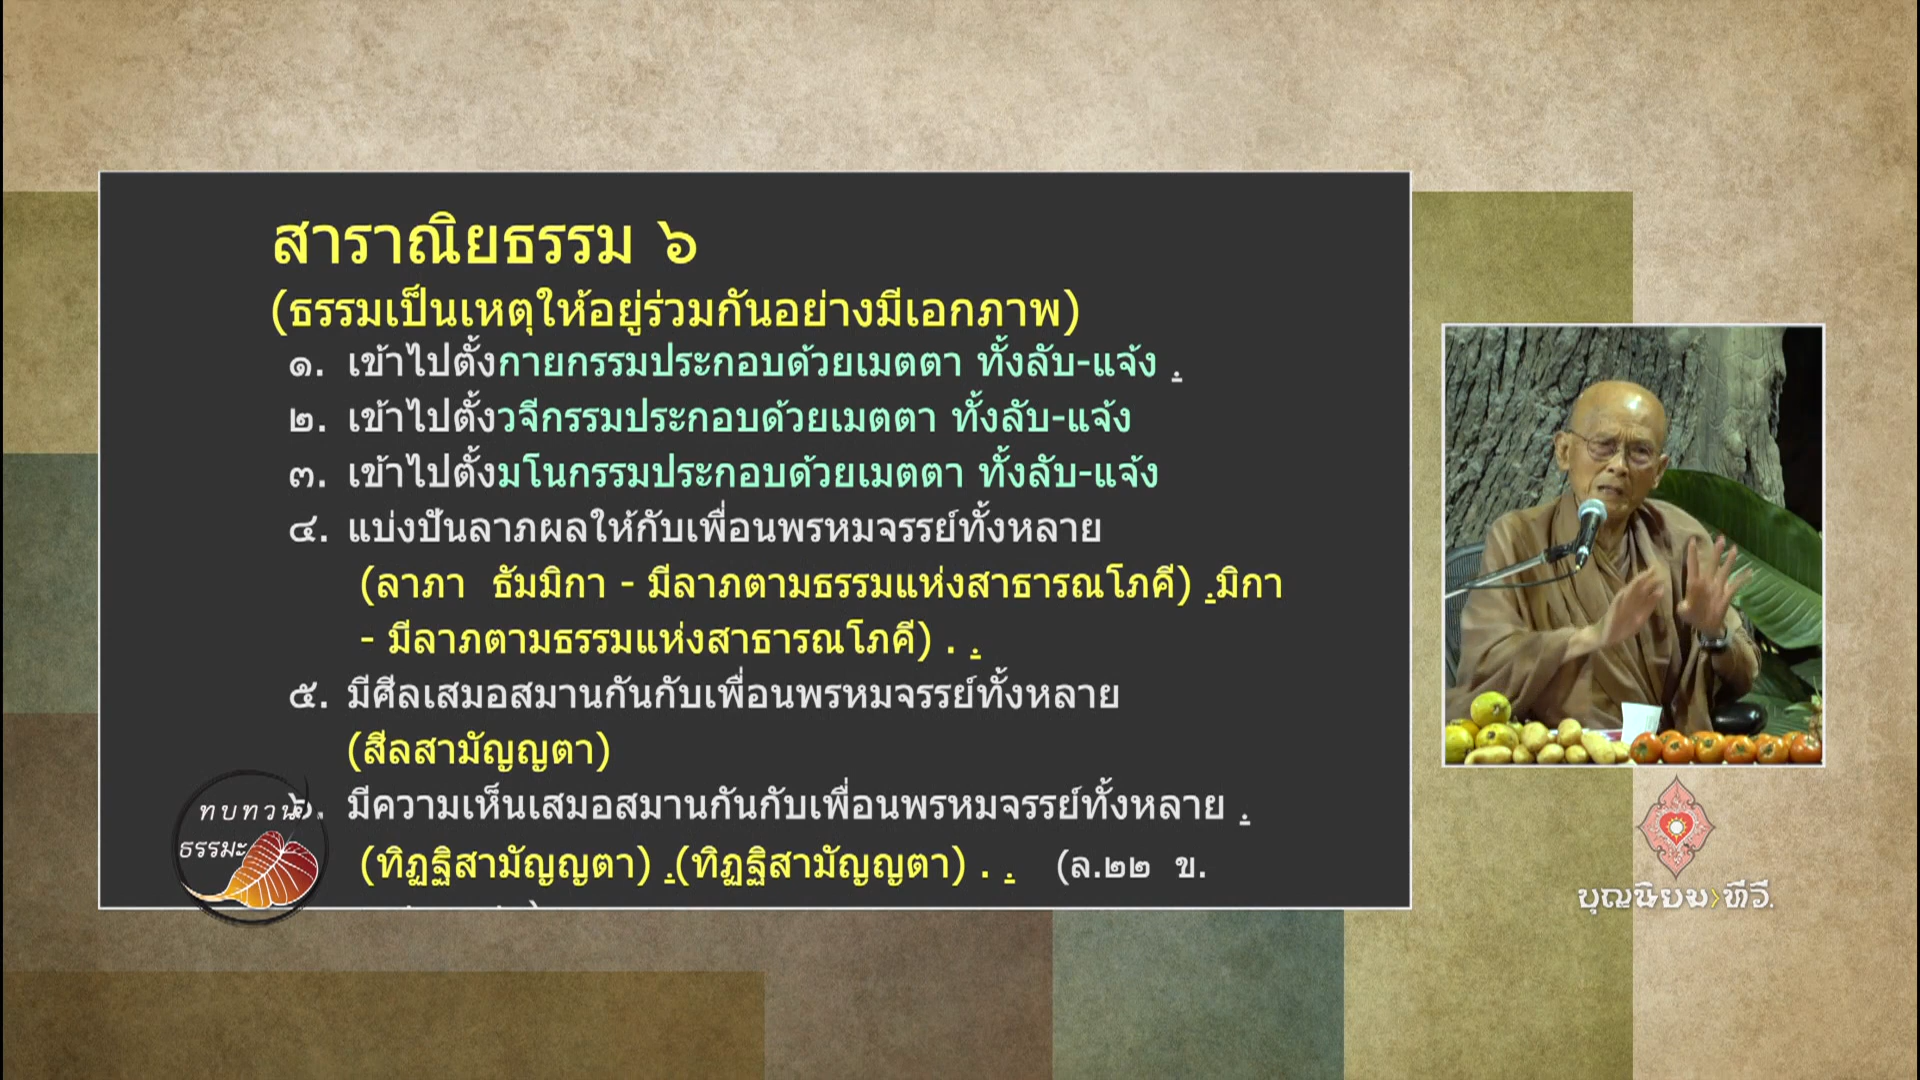 สาราณิยธรรม ๖
(ธรรมเป็นเหตุให้อยู่ร่วมกันอย่างมีเอกภาพ)
๑. เข้าไปตั้งกายกรรมประกอบด้วยเมตตา ทั้งลับ-แจ้ง .
๒. เข้าไปตั้งวจีกรรมประกอบด้วยเมตตา ทั้งลับ-แจ้ง
๓. เข้าไปตั้งมโนกรรมประกอบด้วยเมตตา ทั้งลับ-แจ้ง
๔. แบ่งปันลาภผลให้กับเพื่อนพรหมจรรย์ทั้งหลาย
(ลาภา ธัมมิกา - มีลาภตามธรรมแห่งสาธารณโภคี) .มิกา
- มีลาภตามธรรมแห่งสาธารณโภคี) . .
๕. มีศีลเสมอสมานกันกับเพื่อนพรหมจรรย์ทั้งหลาย
(สีลสามัญญตา)
๖. มีความเห็นเสมอสมานกันกับเพื่อนพรหมจรรย์ทั้งหลาย .
(ทิฏฐิสามัญญตา) .(ทิฏฐิสามัญญตา) . . (ล.๒๒ ข.
ทบทวน
ธรรมะ
บุญนิยม>ทีวี.